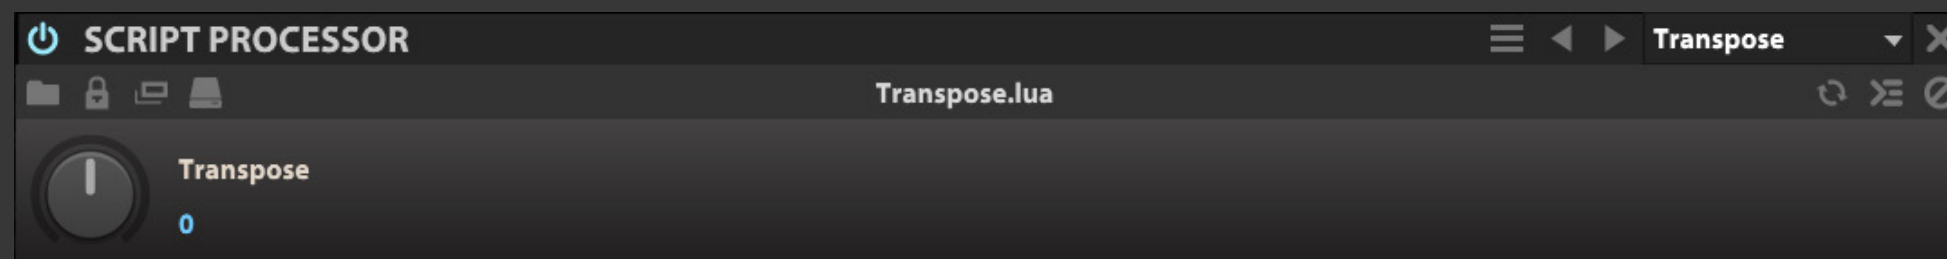 SCRIPT PROCESSOR
Transpose
Transpose.lua
Transpose
0